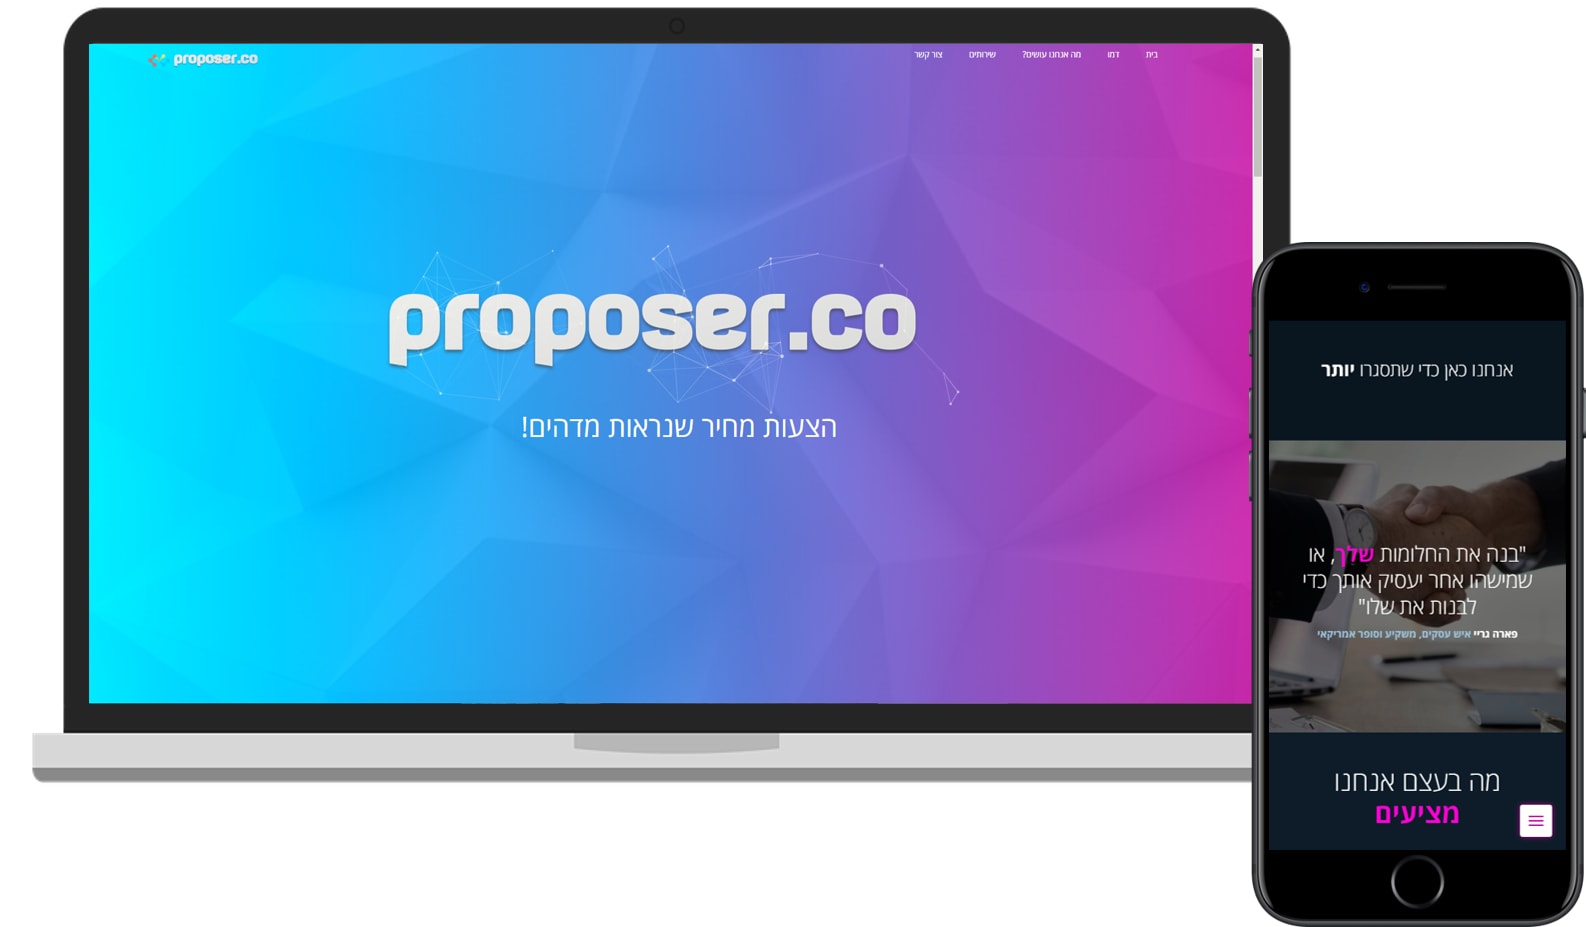 proposer.co
בית
דמו
מה אנחנו עושים?
שירותים
צור קשר
proposer.co
הצעות מחיר שנראות מדהים!
אנחנו כאן כדי שתסגרו יותר
"בנה את החלומות שלך, או
שמישהו אחר יעסיק אותך כדי
לבנות את שלו"
פארה גריי איש עסקים, משקיע וסופר אמריקאי
מה בעצם אנחנו
מציעים